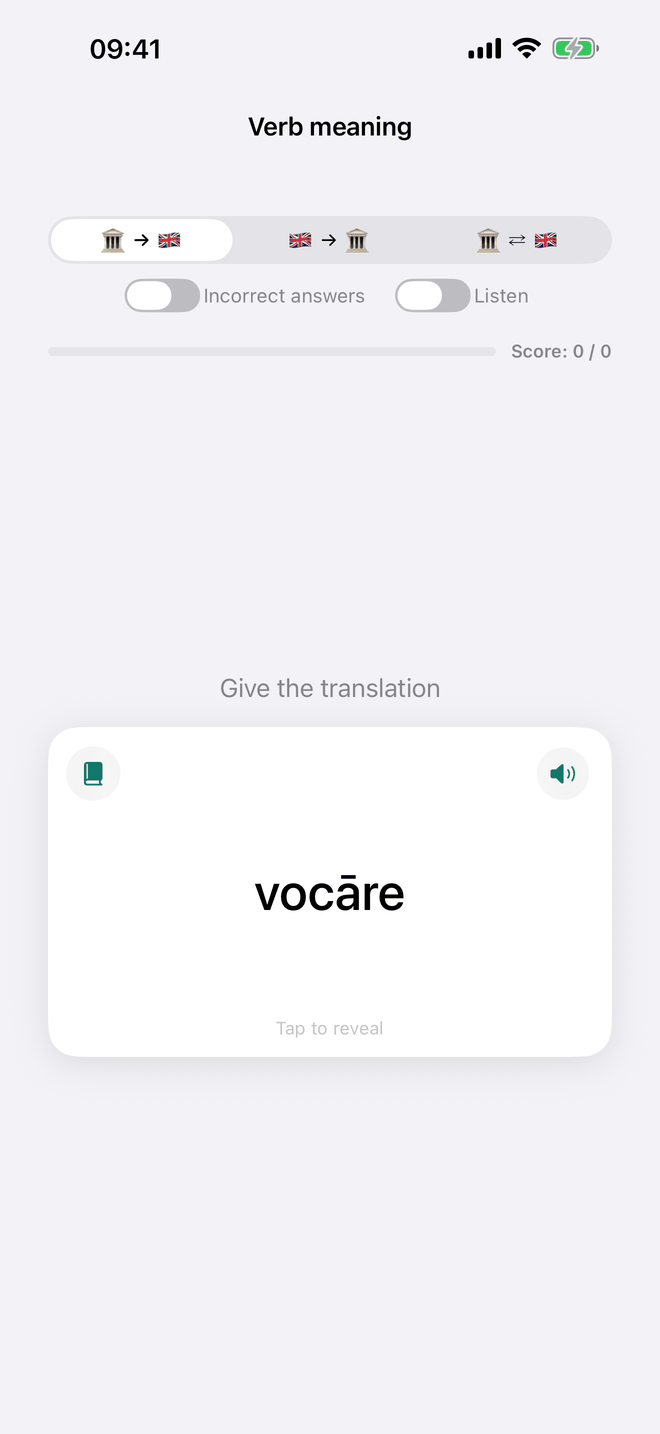 09:41
Verb meaning
🏛️ → 🇬🇧 🇬🇧 → 🏛️ 🏛️ ⇄ 🇬🇧
Incorrect answers Listen
Score: 0 / 0
Give the translation
vocāre
Tap to reveal